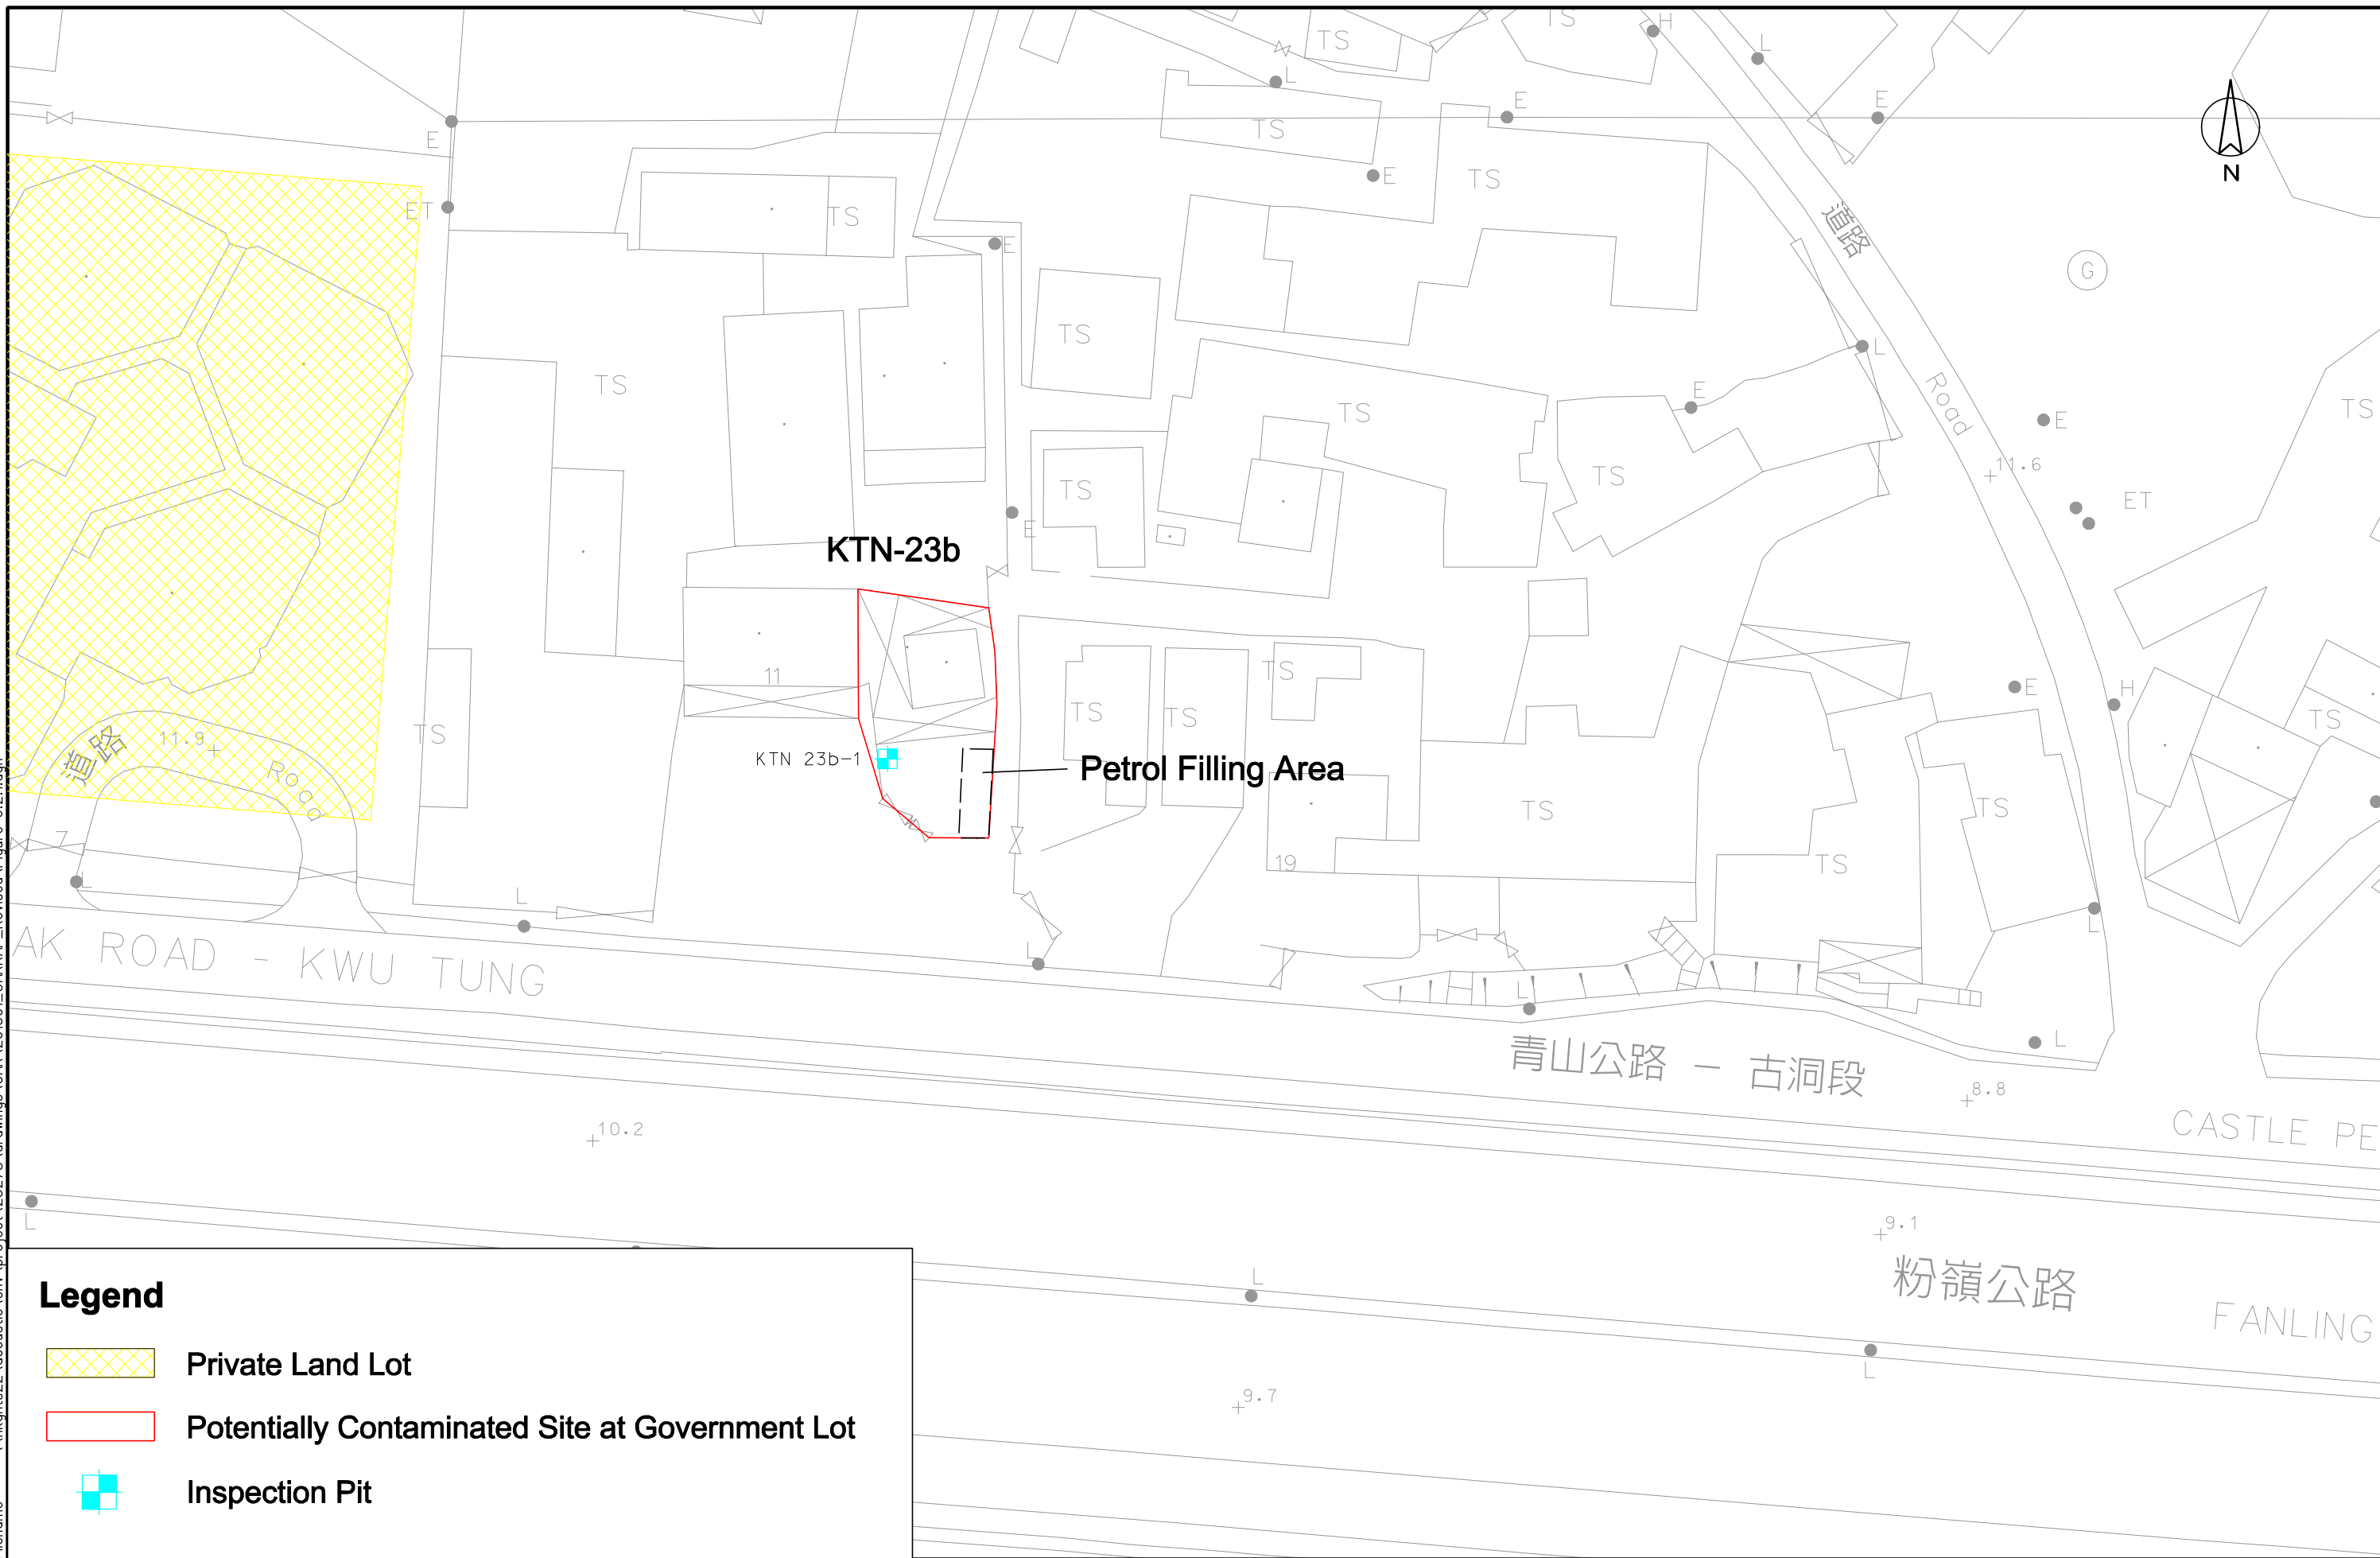 TS
H
L
TS
L
E
E
E
TS
E
TS
N
ET
TS
E
道路
G
TS
L
TS
Road
TS
TS
E
E
TS
TS
+11.6
ET
E
KTN-23b
TS
11
E
H
TS
TS
TS
TS
道路
11.9+
Road
KTN 23b-1
Petrol Filling Area
TS
TS
7
19
TS
L
L
L
L
AK ROAD - KWU TUNG
L
L
青山公路 － 古洞段
+8.8
CASTLE PE
+10.2
L
+9.1
粉嶺公路
FANLING
L
L
+9.7
Legend
Private Land Lot
Potentially Contaminated Site at Government Lot
Inspection Pit